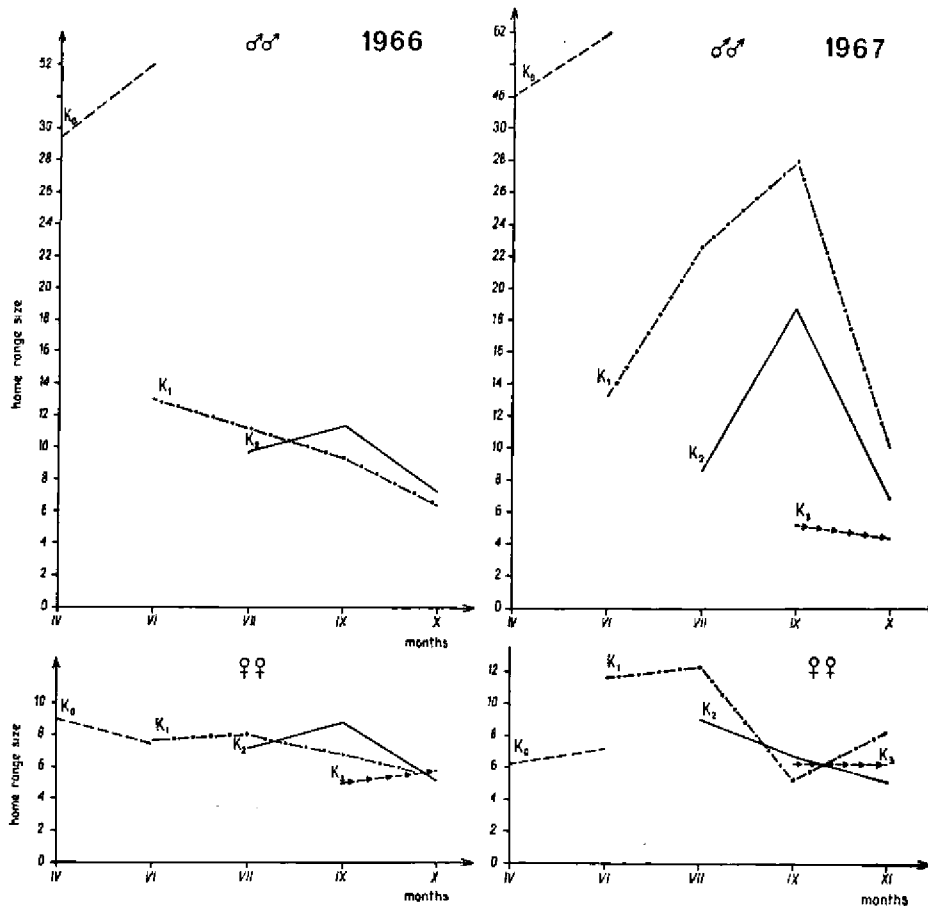 ♂♂ 1966
52
30
28
26
24
22
20
18
16
14
12
10
8
6
4
2
0
home range size
K₀
K₁
K₂
IV VI VII IX X
months
♂♂ 1967
62
46
30
28
26
24
22
20
18
16
14
12
10
8
6
4
2
0
K₀
K₁
K₂
K₃
IV VI VII IX X
months
♀♀
10
8
6
4
2
0
home range size
K₀
K₁
K₂
K₃
IV VI VII IX X
months
♀♀
12
10
8
6
4
2
0
K₀
K₁
K₂
K₃
IV VI VII IX XI
months